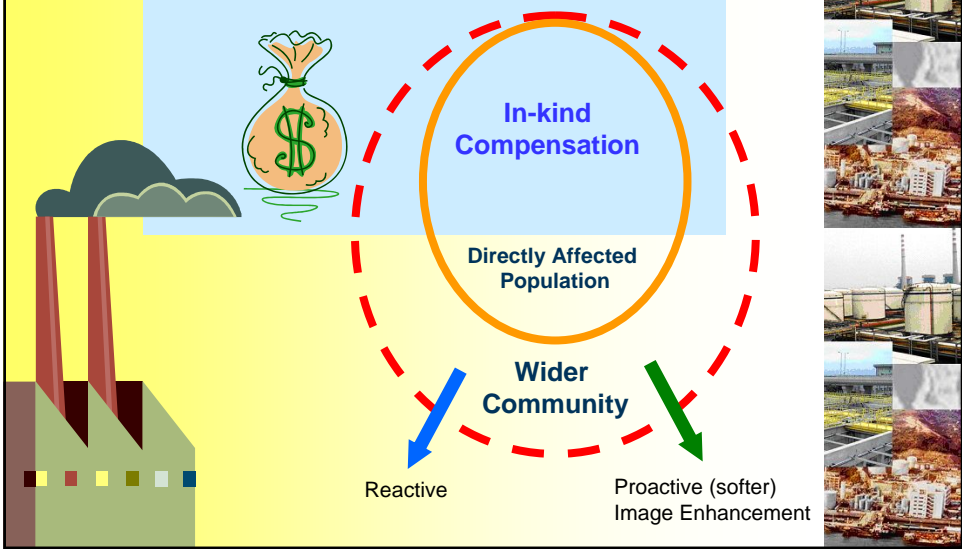 In-kind
Compensation
Directly Affected
Population
Wider
Community
Reactive
Proactive (softer)
Image Enhancement